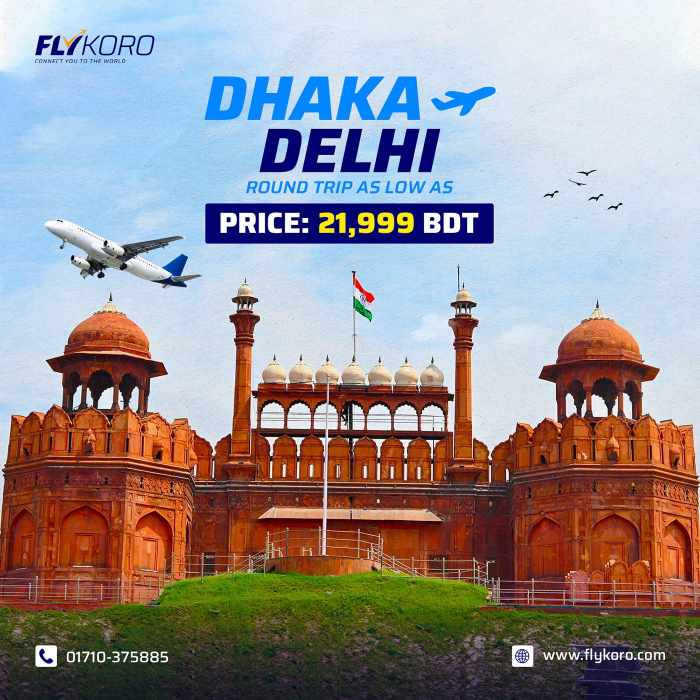 FLYKORO
CONNECT YOU TO THE WORLD
DHAKA
DELHI
ROUND TRIP AS LOW AS
PRICE: 21,999 BDT
01710-375885
www.flykoro.com